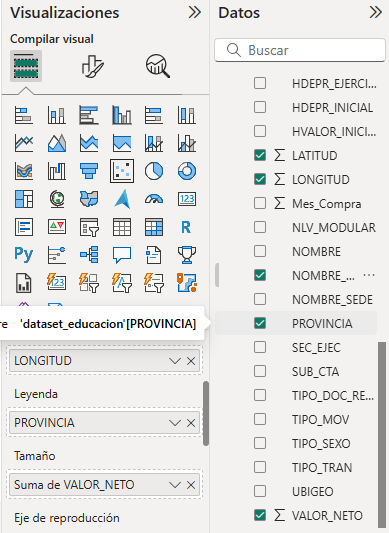 Visualizaciones
Compilar visual
123
R
Py
re 'dataset_educacion'[PROVINCIA]
LONGITUD
Leyenda
PROVINCIA
Tamaño
Suma de VALOR_NETO
Eje de reproducción
Datos
Buscar
HDEPR_EJERCI...
HDEPR_INICIAL
HVALOR_INICI...
LATITUD
LONGITUD
Mes_Compra
NLV_MODULAR
NOMBRE
NOMBRE_... ...
NOMBRE_SEDE
PROVINCIA
SEC_EJEC
SUB_CTA
TIPO_DOC_RE...
TIPO_MOV
TIPO_SEXO
TIPO_TRAN
UBIGEO
VALOR_NETO